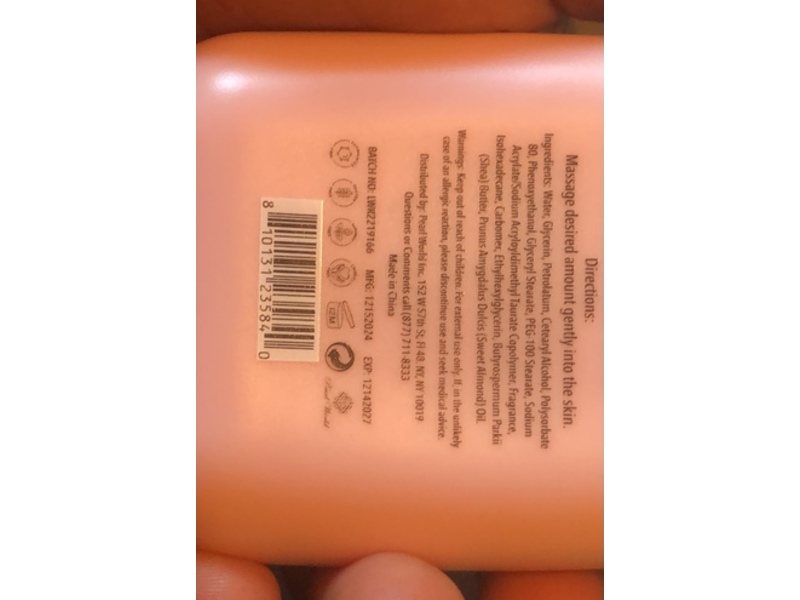 Directions:
Massage desired amount gently into the skin.
Ingredients: Water, Glycerin, Petrolatum, Cetearyl Alcohol, Polysorbate
80, Phenoxyethanol, Glyceryl Stearate, PEG-100 Stearate, Sodium
Acrylate/Sodium Acryloyldimethyl Taurate Copolymer, Fragrance,
Isohexadecane, Carbomer, Ethylhexylglycerin, Butyrospermum Parkii
(Shea) Butter, Prunus Amygdalus Dulcis (Sweet Almond) Oil.
Warnings: Keep out of reach of children. For external use only. If, in the unlikely
case of an allergic reaction, please discontinue use and seek medical advice.
Distributed by: Pearl World Inc. 152 W 57th St, Fl 48. NY, NY 10019
Questions or Comments call (877) 711-8333
Made in China
BATCH NO: LWK2219166 MFG: 12152024 EXP: 12142027
12M
Pearl World
8 10131 23584 0